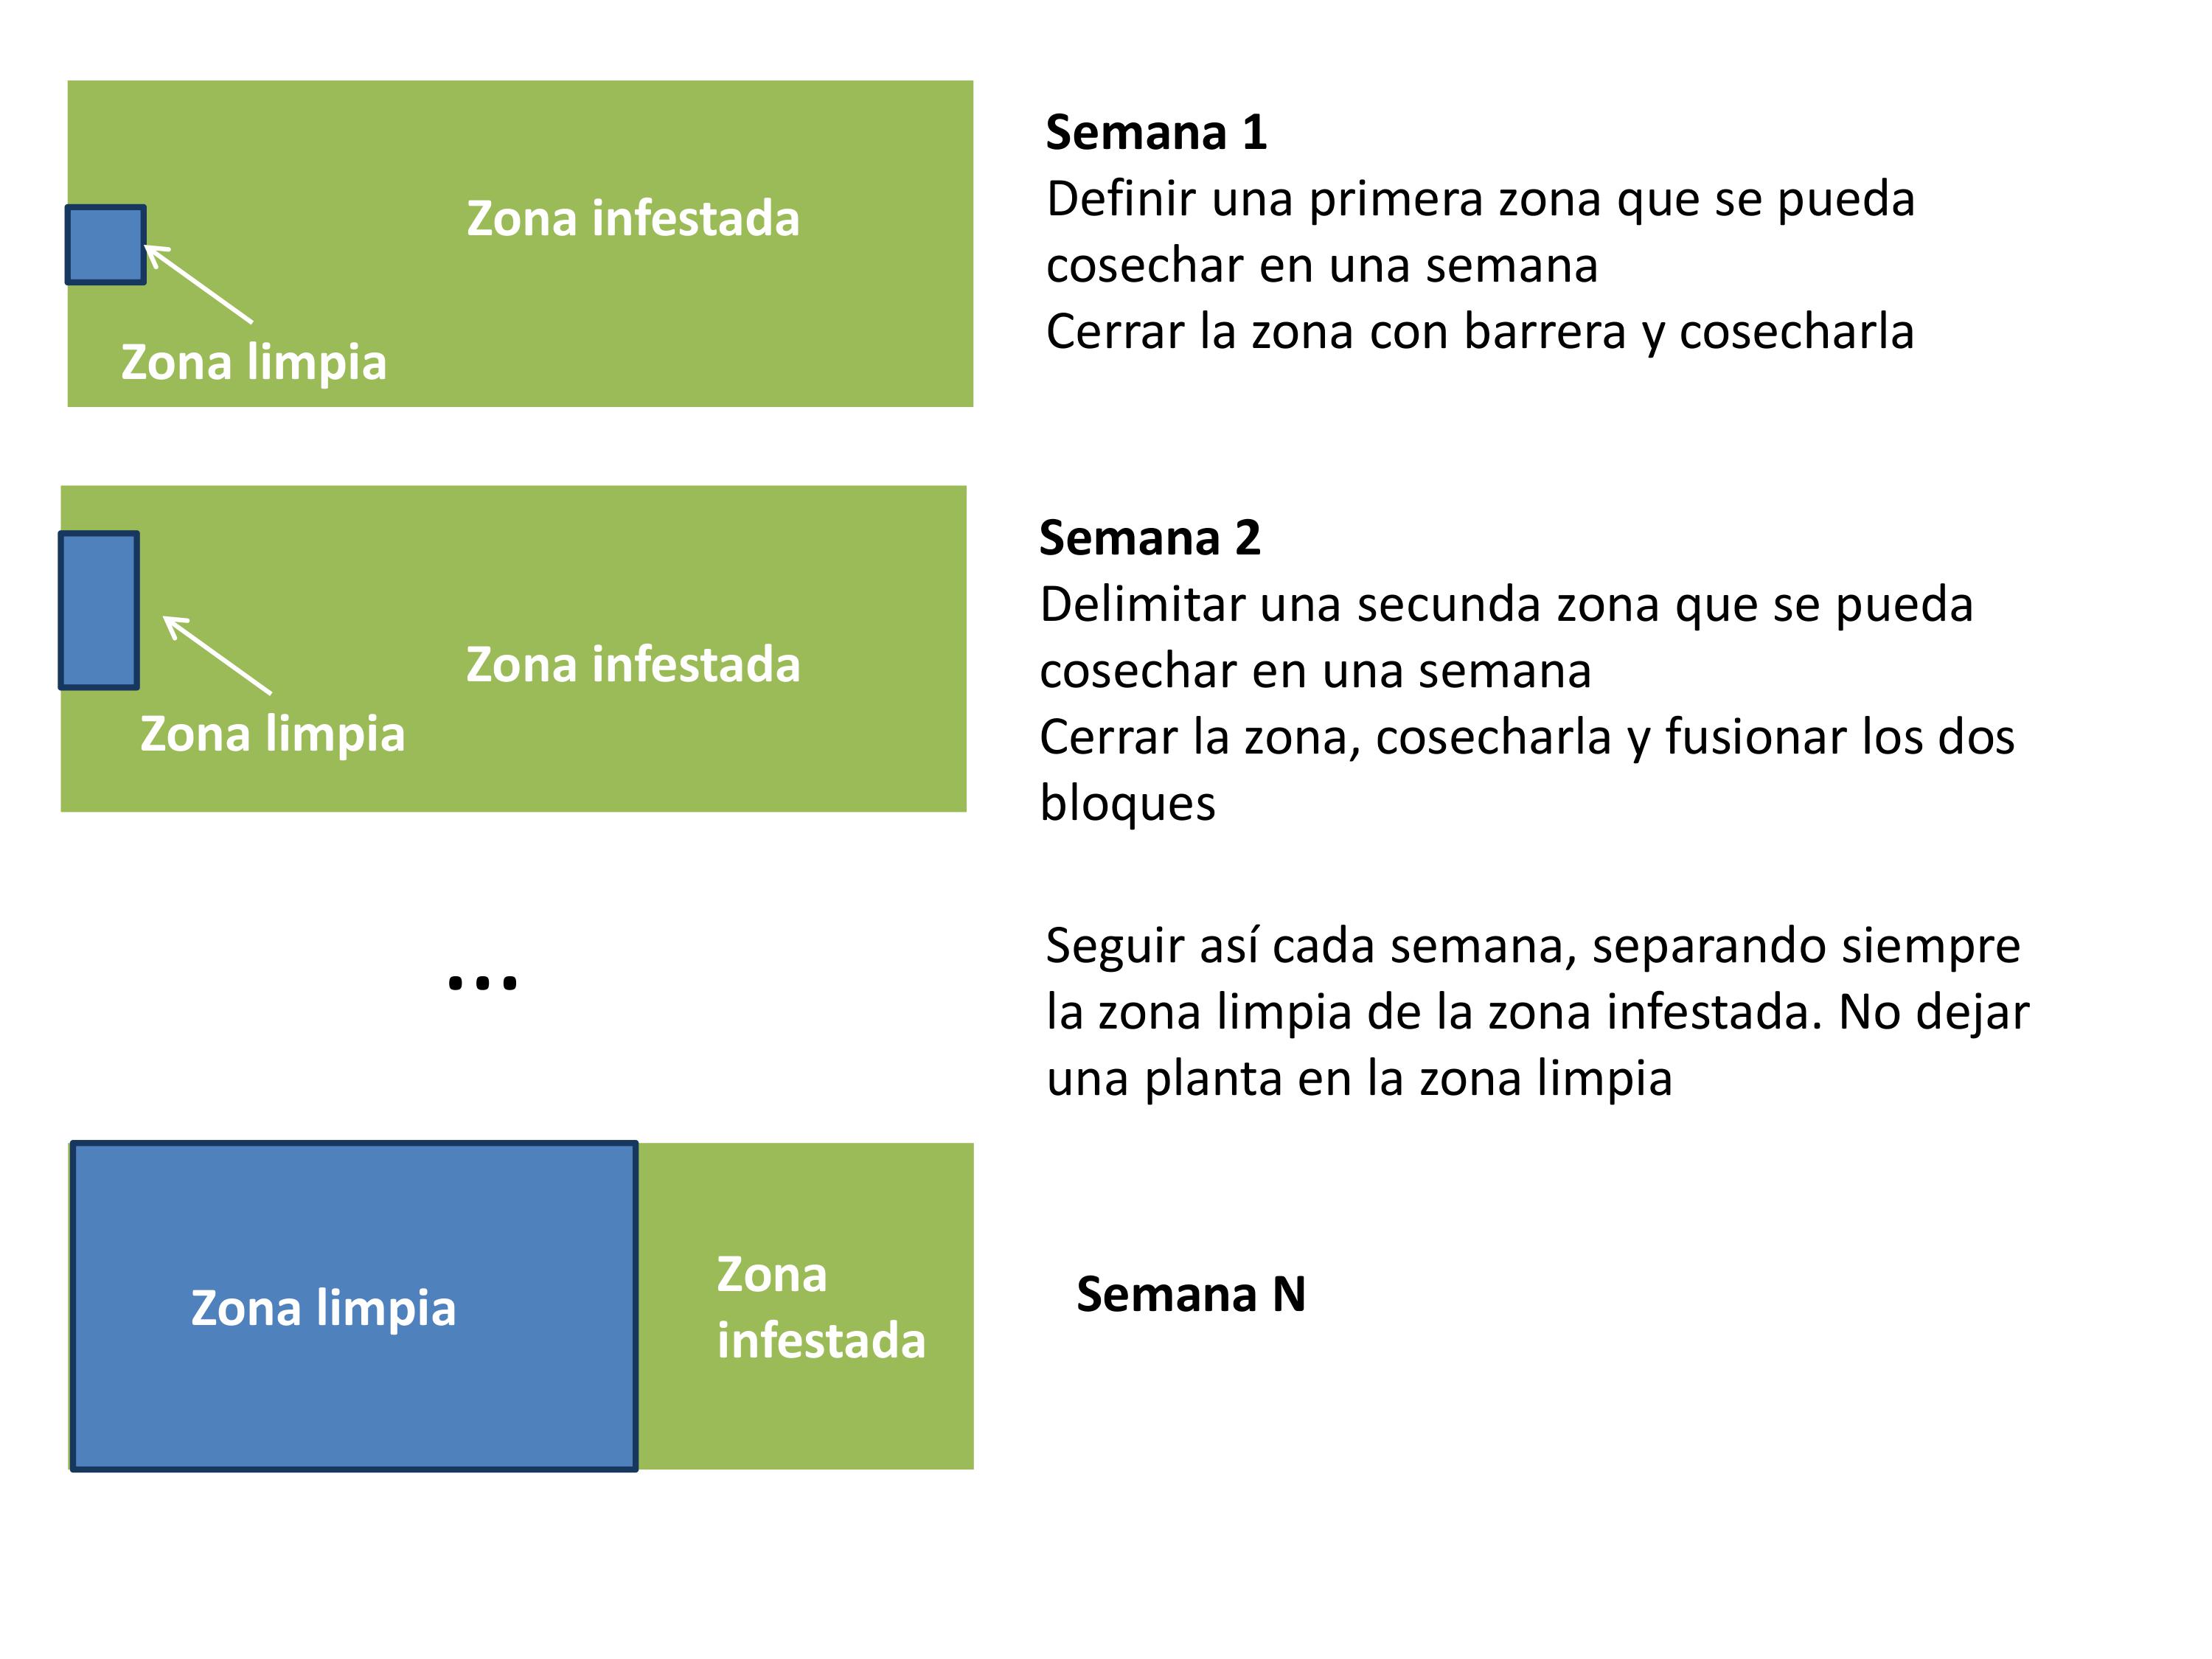 Zona infestada
Zona limpia
Semana 1
Definir una primera zona que se pueda
cosechar en una semana
Cerrar la zona con barrera y cosecharla
Zona infestada
Zona limpia
Semana 2
Delimitar una secunda zona que se pueda
cosechar en una semana
Cerrar la zona, cosecharla y fusionar los dos
bloques
...
Seguir así cada semana, separando siempre
la zona limpia de la zona infestada. No dejar
una planta en la zona limpia
Zona limpia
Zona
infestada
Semana N